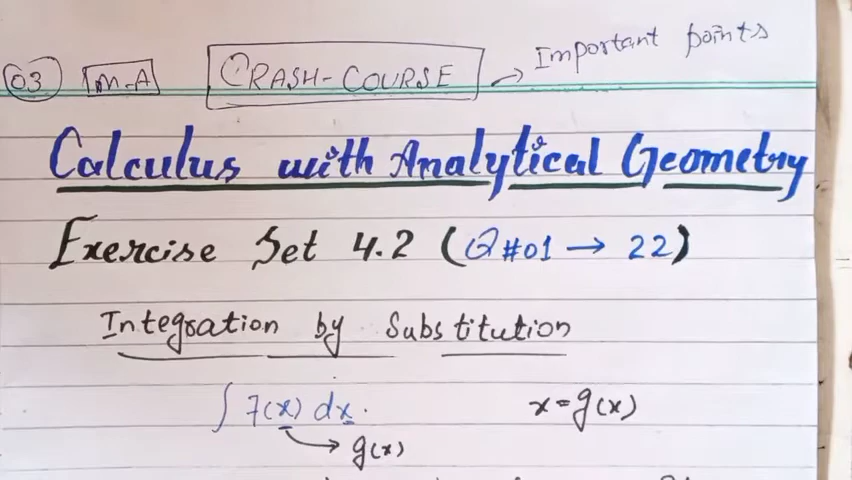 03 M-A CRASH-COURSE → Important points
Calculus with Analytical Geometry
Exercise Set 4.2 (Q#01 → 22)
Integration by Substitution
∫ f(x) dx. x = g(x)
g(x)